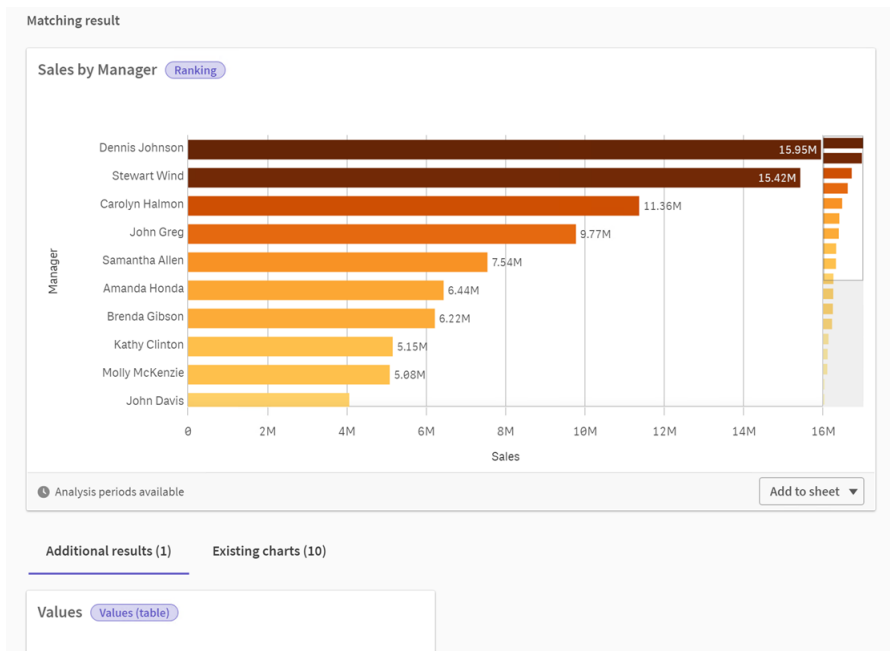 Matching result
Sales by Manager Ranking
Dennis Johnson 15.95M
Stewart Wind 15.42M
Carolyn Halmon 11.36M
John Greg 9.77M
Samantha Allen 7.54M
Amanda Honda 6.44M
Brenda Gibson 6.22M
Kathy Clinton 5.15M
Molly McKenzie 5.08M
John Davis
Manager
0 2M 4M 6M 8M 10M 12M 14M 16M
Sales
Analysis periods available Add to sheet
Additional results (1) Existing charts (10)
Values Values (table)